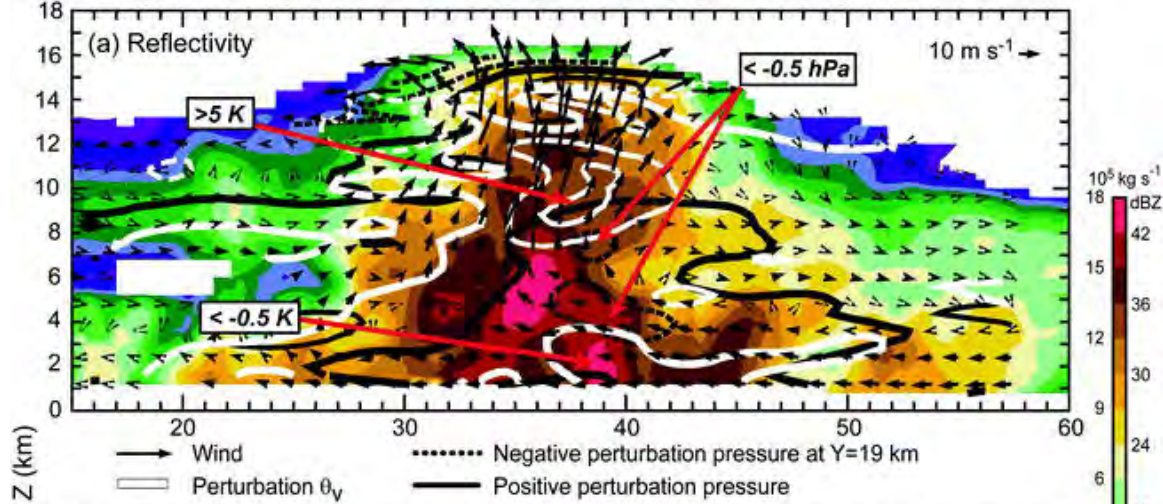 18
(a) Reflectivity
10 m s⁻¹
16
< -0.5 hPa
14
>5 K
12
10
10⁵ kg s⁻¹
18 dBZ
8
42
15
6
36
< -0.5 K
4
12
30
2
9
0
20 30 40 50 60
24
Z (km)
Wind
Negative perturbation pressure at Y=19 km
6
Perturbation θᵥ
Positive perturbation pressure